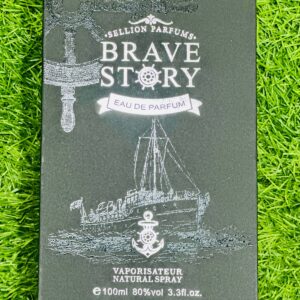 • SELLION PARFUMS •
BRAVE
STORY
EAU DE PARFUM
VAPORISATEUR
NATURAL SPRAY
℮100ml 80%vol 3.3fl.oz.